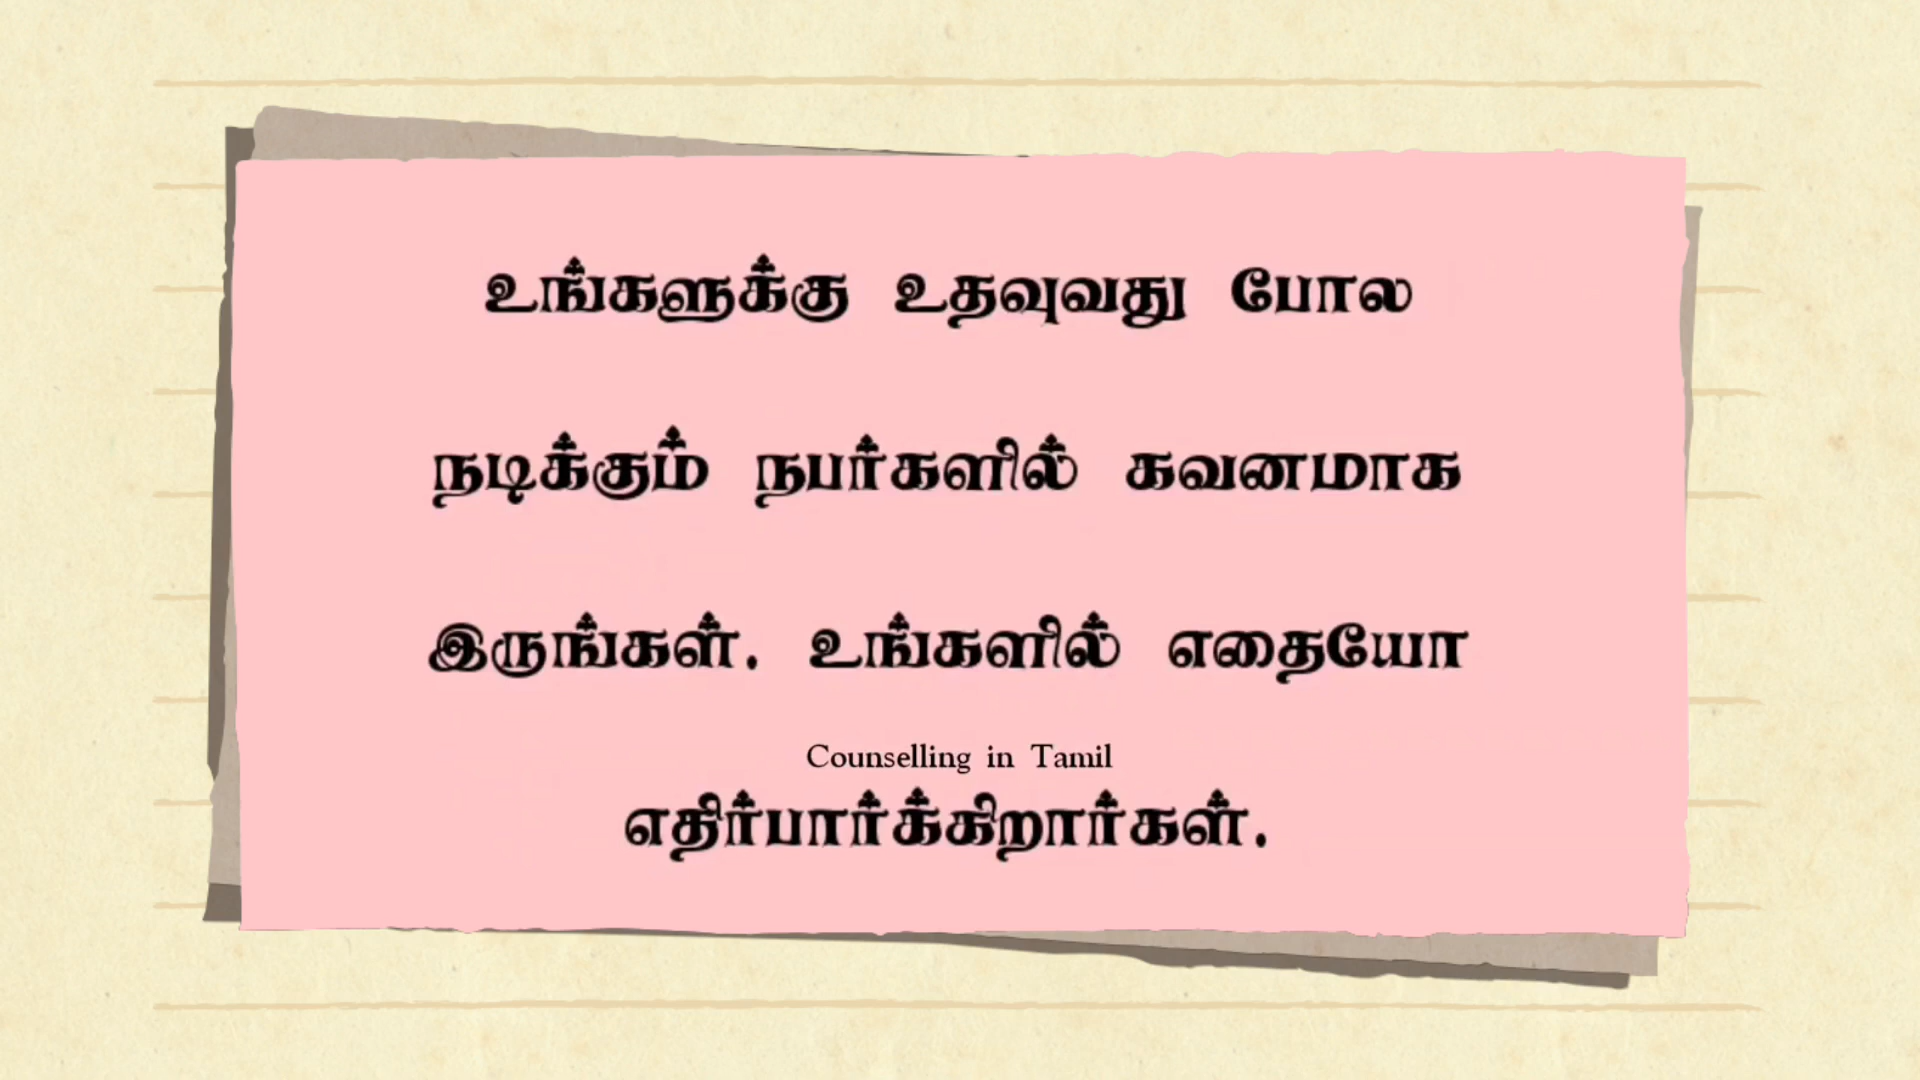 உங்களுக்கு உதவுவது போல
நடிக்கும் நபர்களில் கவனமாக
இருங்கள். உங்களில் எதையோ
Counselling in Tamil
எதிர்பார்க்கிறார்கள்.